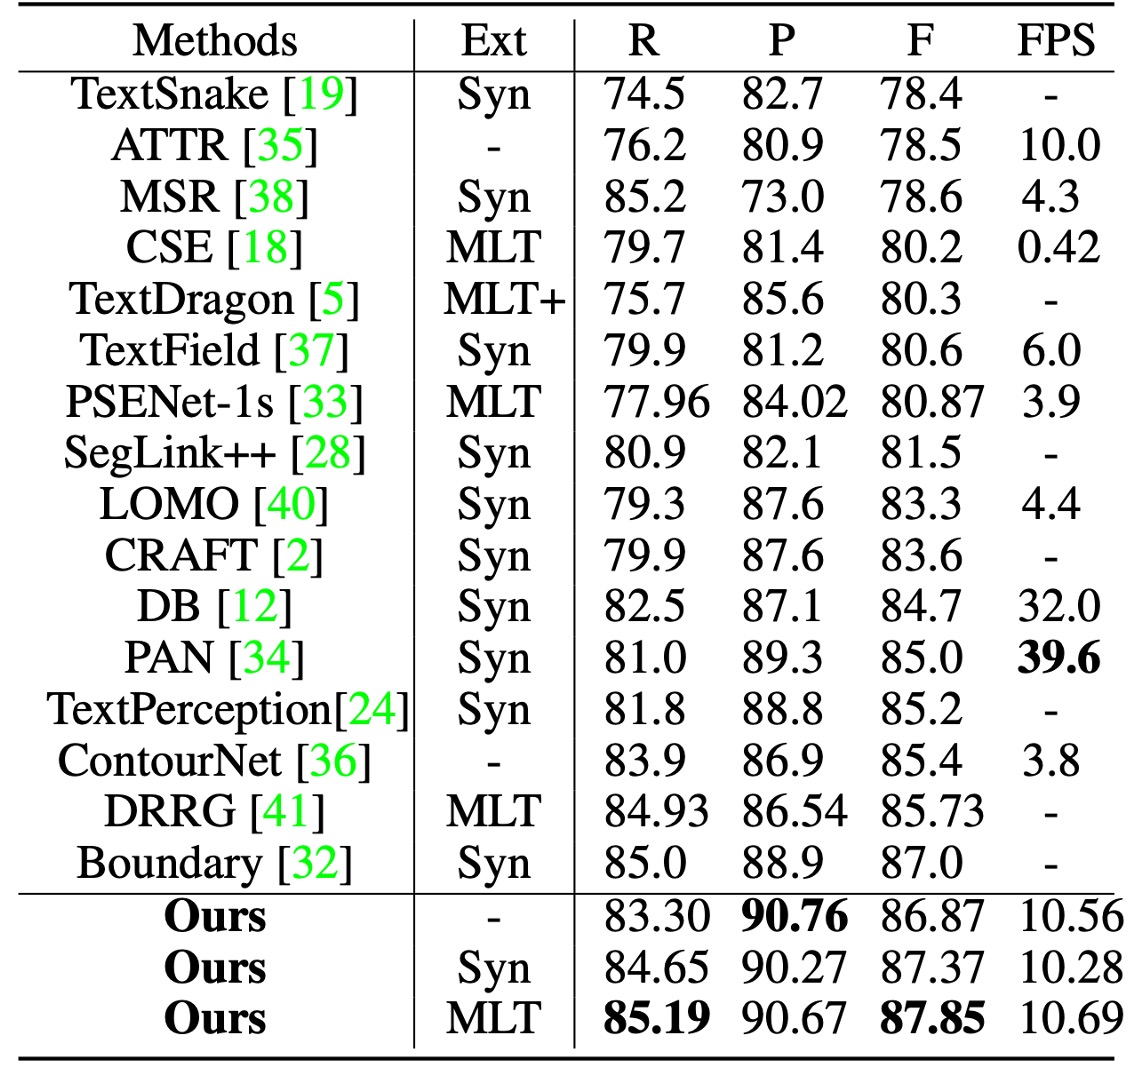 Methods Ext R P F FPS
TextSnake [19] Syn 74.5 82.7 78.4 -
ATTR [35] - 76.2 80.9 78.5 10.0
MSR [38] Syn 85.2 73.0 78.6 4.3
CSE [18] MLT 79.7 81.4 80.2 0.42
TextDragon [5] MLT+ 75.7 85.6 80.3 -
TextField [37] Syn 79.9 81.2 80.6 6.0
PSENet-1s [33] MLT 77.96 84.02 80.87 3.9
SegLink++ [28] Syn 80.9 82.1 81.5 -
LOMO [40] Syn 79.3 87.6 83.3 4.4
CRAFT [2] Syn 79.9 87.6 83.6 -
DB [12] Syn 82.5 87.1 84.7 32.0
PAN [34] Syn 81.0 89.3 85.0 39.6
TextPerception[24] Syn 81.8 88.8 85.2 -
ContourNet [36] - 83.9 86.9 85.4 3.8
DRRG [41] MLT 84.93 86.54 85.73 -
Boundary [32] Syn 85.0 88.9 87.0 -
Ours - 83.30 90.76 86.87 10.56
Ours Syn 84.65 90.27 87.37 10.28
Ours MLT 85.19 90.67 87.85 10.69